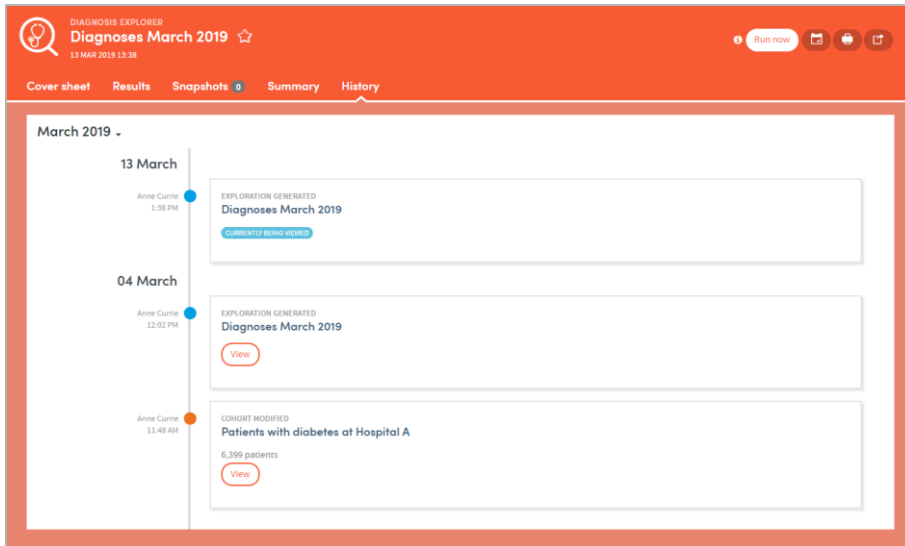 DIAGNOSIS EXPLORER
Diagnoses March 2019
13 MAR 2019 13:38
Run now
Cover sheet Results Snapshots 0 Summary History
March 2019
13 March
Anne Currie
1:38 PM
EXPLORATION GENERATED
Diagnoses March 2019
CURRENTLY BEING VIEWED
04 March
Anne Currie
12:02 PM
EXPLORATION GENERATED
Diagnoses March 2019
View
Anne Currie
11:48 AM
COHORT MODIFIED
Patients with diabetes at Hospital A
6,399 patients
View